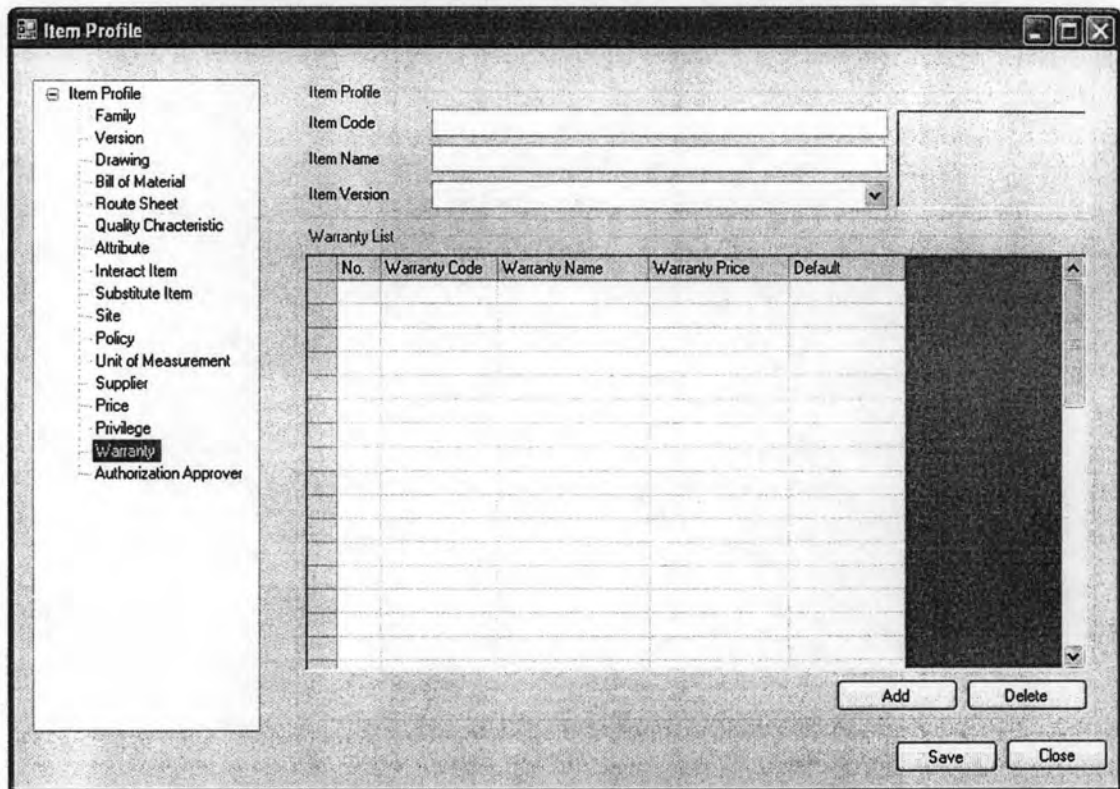 Item Profile
Item Profile
Family
Version
Drawing
Bill of Material
Route Sheet
Quality Chracteristic
Attribute
Interact Item
Substitute Item
Site
Policy
Unit of Measurement
Supplier
Price
Privilege
Warranty
Authorization Approver
Item Profile
Item Code
Item Name
Item Version
Warranty List
No. Warranty Code Warranty Name Warranty Price Default
Add Delete
Save Close